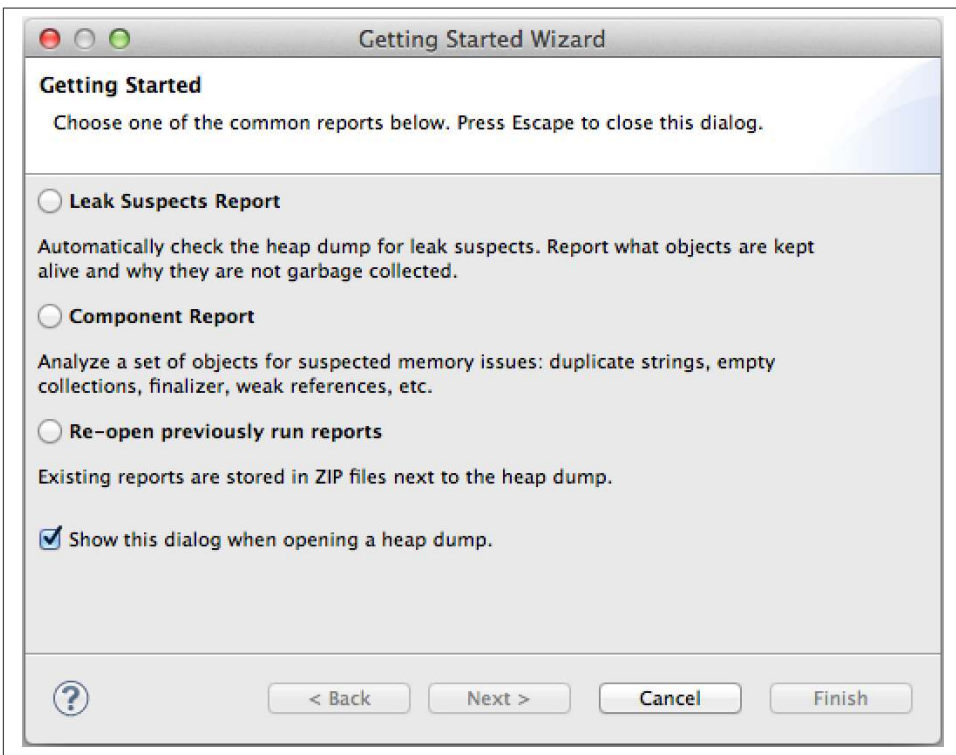 Getting Started Wizard
Getting Started
Choose one of the common reports below. Press Escape to close this dialog.
Leak Suspects Report
Automatically check the heap dump for leak suspects. Report what objects are kept
alive and why they are not garbage collected.
Component Report
Analyze a set of objects for suspected memory issues: duplicate strings, empty
collections, finalizer, weak references, etc.
Re-open previously run reports
Existing reports are stored in ZIP files next to the heap dump.
Show this dialog when opening a heap dump.
? < Back Next > Cancel Finish